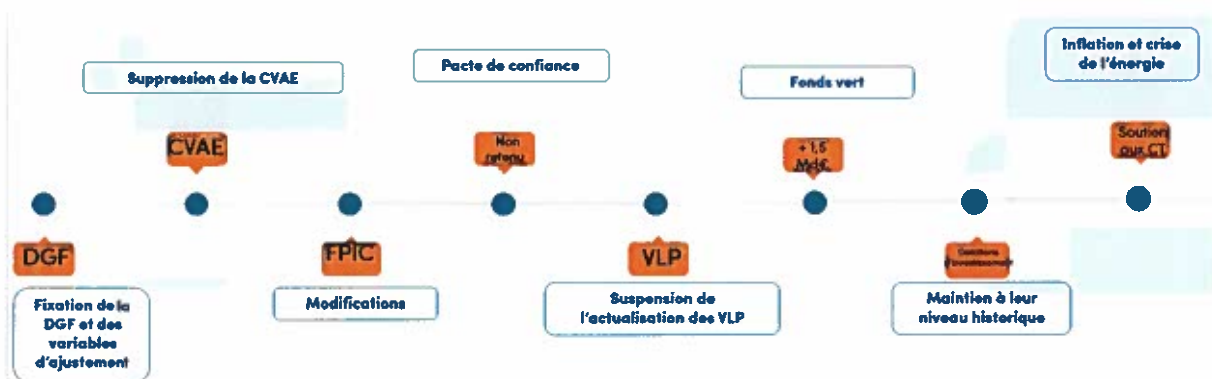 Inflation et crise
de l'énergie
Pacte de confiance
Suppression de la CVAE
Fonds vert
CVAE
Non
retenu
+ 1,5
Md€
Soutien
aux CT
DGF
FPIC
VLP
Fixation de la
DGF et des
variables
d'ajustement
Modifications
Suspension de
l'actualisation des VLP
Maintien à leur
niveau historique